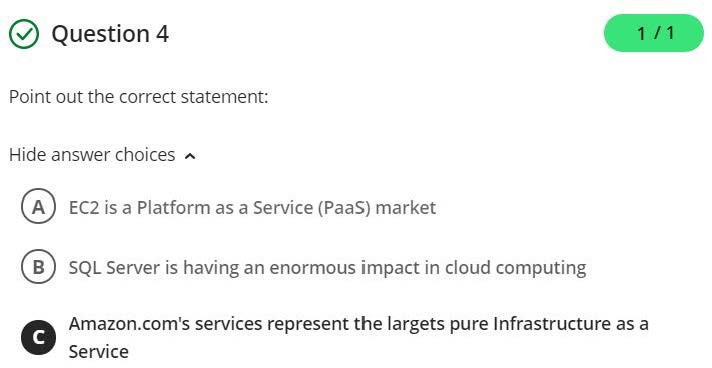 Question 4
1 / 1
Point out the correct statement:
Hide answer choices
A EC2 is a Platform as a Service (PaaS) market
B SQL Server is having an enormous impact in cloud computing
C Amazon.com's services represent the largets pure Infrastructure as a
Service